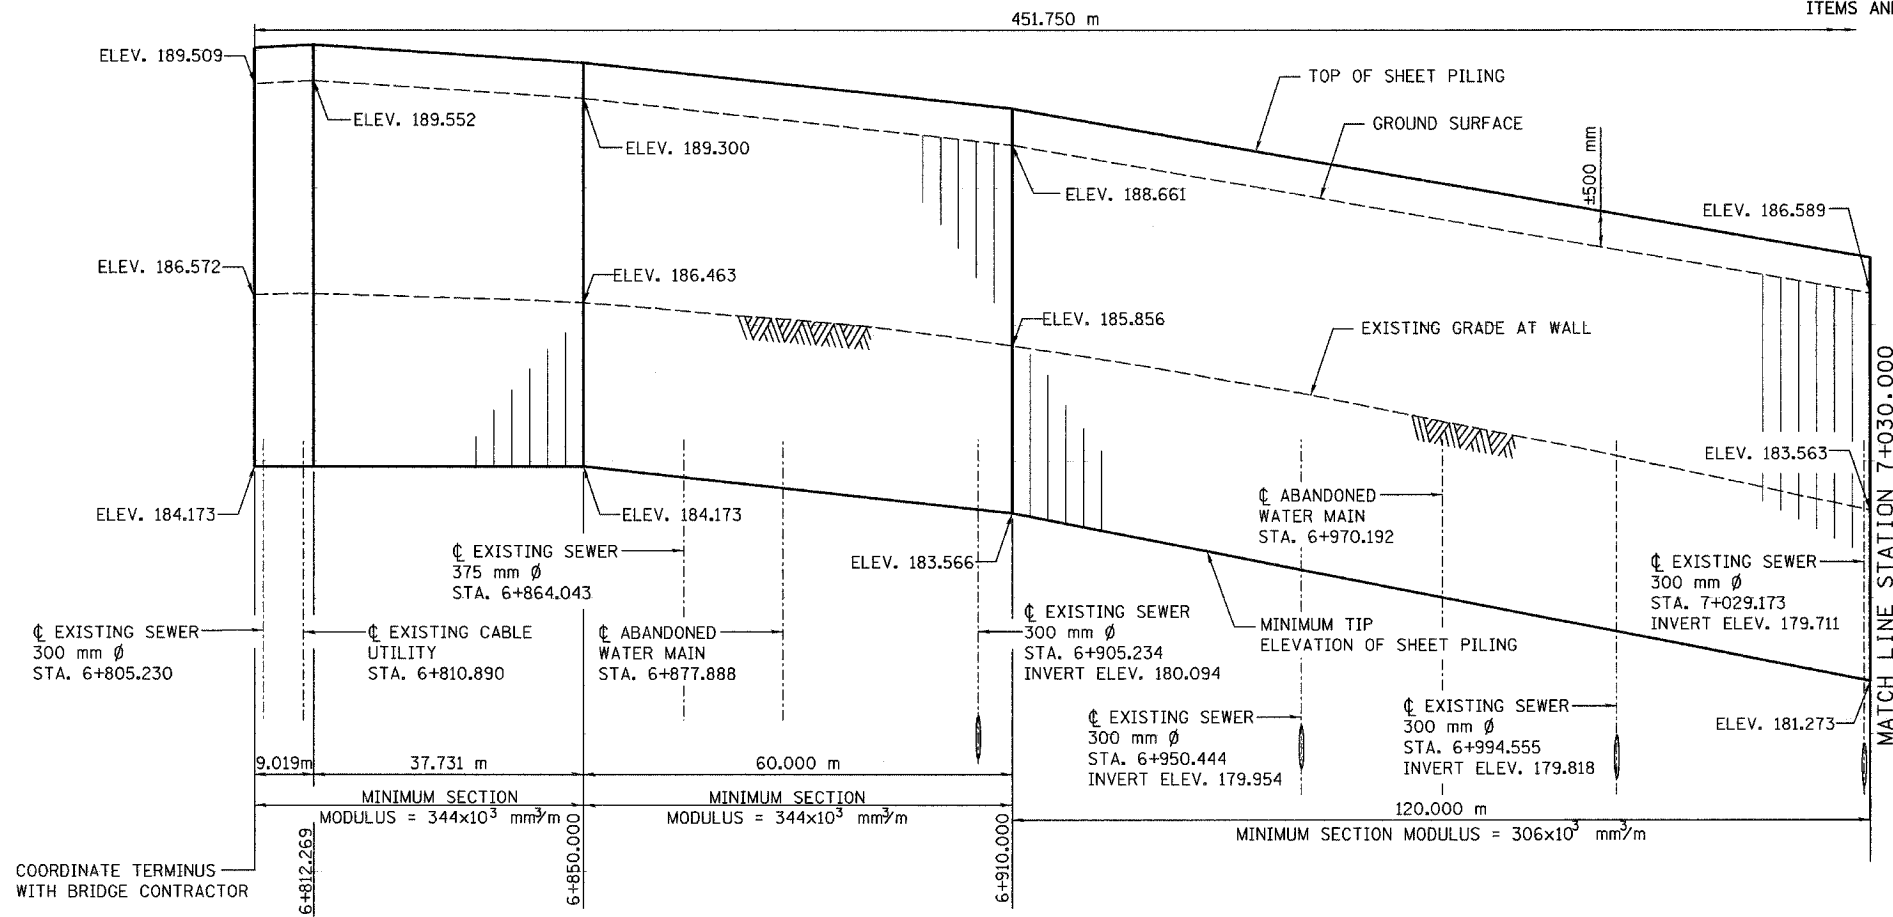 ITEMS AN
451.750 m
ELEV. 189.509
TOP OF SHEET PILING
ELEV. 189.552
GROUND SURFACE
ELEV. 189.300
±500 mm
ELEV. 188.661
ELEV. 186.589
ELEV. 186.572
ELEV. 186.463
ELEV. 185.856
EXISTING GRADE AT WALL
MATCH LINE STATION 7+030.000
ELEV. 183.563
ELEV. 184.173
ELEV. 184.173
℄ ABANDONED
WATER MAIN
STA. 6+970.192
℄ EXISTING SEWER
375 mm Ø
STA. 6+864.043
ELEV. 183.566
℄ EXISTING SEWER
300 mm Ø
STA. 7+029.173
INVERT ELEV. 179.711
℄ EXISTING SEWER
300 mm Ø
STA. 6+805.230
℄ EXISTING CABLE
UTILITY
STA. 6+810.890
℄ ABANDONED
WATER MAIN
STA. 6+877.888
℄ EXISTING SEWER
300 mm Ø
STA. 6+905.234
INVERT ELEV. 180.094
MINIMUM TIP
ELEVATION OF SHEET PILING
℄ EXISTING SEWER
300 mm Ø
STA. 6+950.444
INVERT ELEV. 179.954
℄ EXISTING SEWER
300 mm Ø
STA. 6+994.555
INVERT ELEV. 179.818
ELEV. 181.273
9.019m
37.731 m
60.000 m
MINIMUM SECTION
MODULUS = 344x10³ mm³/m
MINIMUM SECTION
MODULUS = 344x10³ mm³/m
120.000 m
MINIMUM SECTION MODULUS = 306x10³ mm³/m
COORDINATE TERMINUS
WITH BRIDGE CONTRACTOR
6+812.269
6+850.000
6+910.000